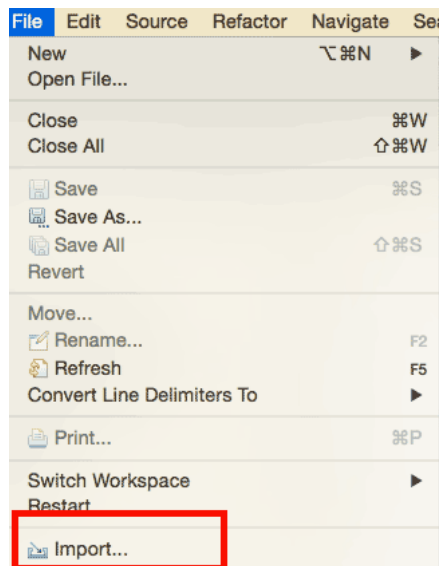 File Edit Source Refactor Navigate Sea
New ⌥⌘N ▶
Open File...
Close ⌘W
Close All ⇧⌘W
Save ⌘S
Save As...
Save All ⇧⌘S
Revert
Move...
Rename... F2
Refresh F5
Convert Line Delimiters To ▶
Print... ⌘P
Switch Workspace ▶
Restart
Import...